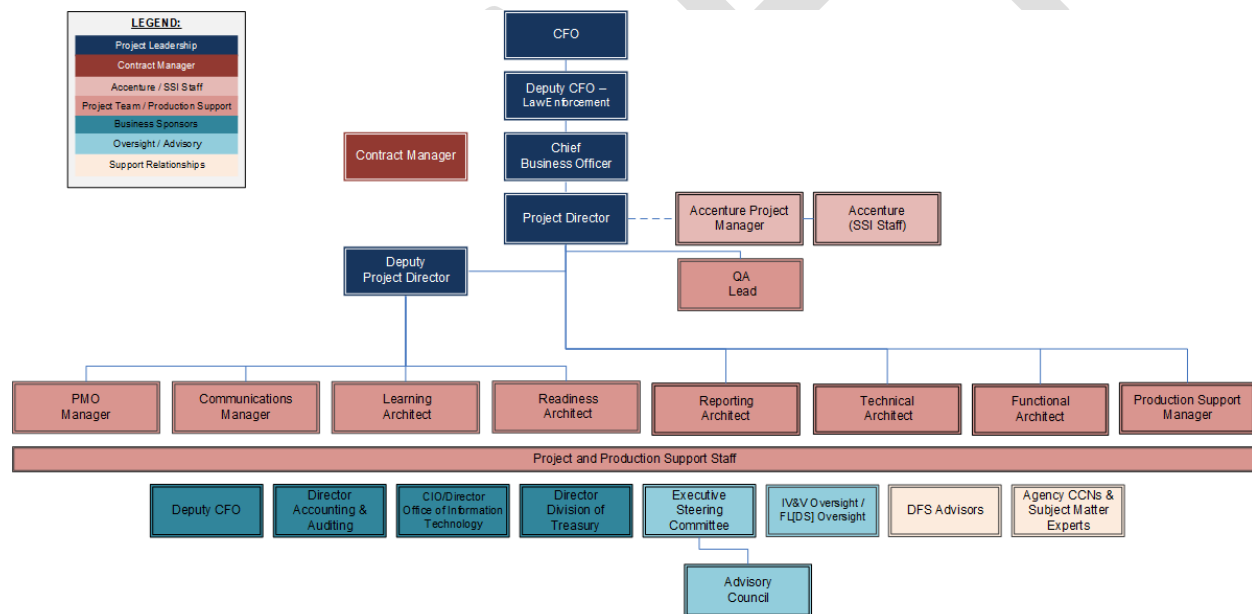 LEGEND:
Project Leadership
Contract Manager
Accenture / SSI Staff
Project Team / Production Support
Business Sponsors
Oversight / Advisory
Support Relationships
CFO
Deputy CFO –
Law Enforcement
Contract Manager
Chief
Business Officer
Project Director
Accenture Project
Manager
Accenture
(SSI Staff)
Deputy
Project Director
QA
Lead
PMO
Manager
Communications
Manager
Learning
Architect
Readiness
Architect
Reporting
Architect
Technical
Architect
Functional
Architect
Production Support
Manager
Project and Production Support Staff
Deputy CFO
Director
Accounting &
Auditing
CIO/Director
Office of Information
Technology
Director
Division of
Treasury
Executive
Steering
Committee
IV&V Oversight /
FL[DS] Oversight
DFS Advisors
Agency CCNs &
Subject Matter
Experts
Advisory
Council